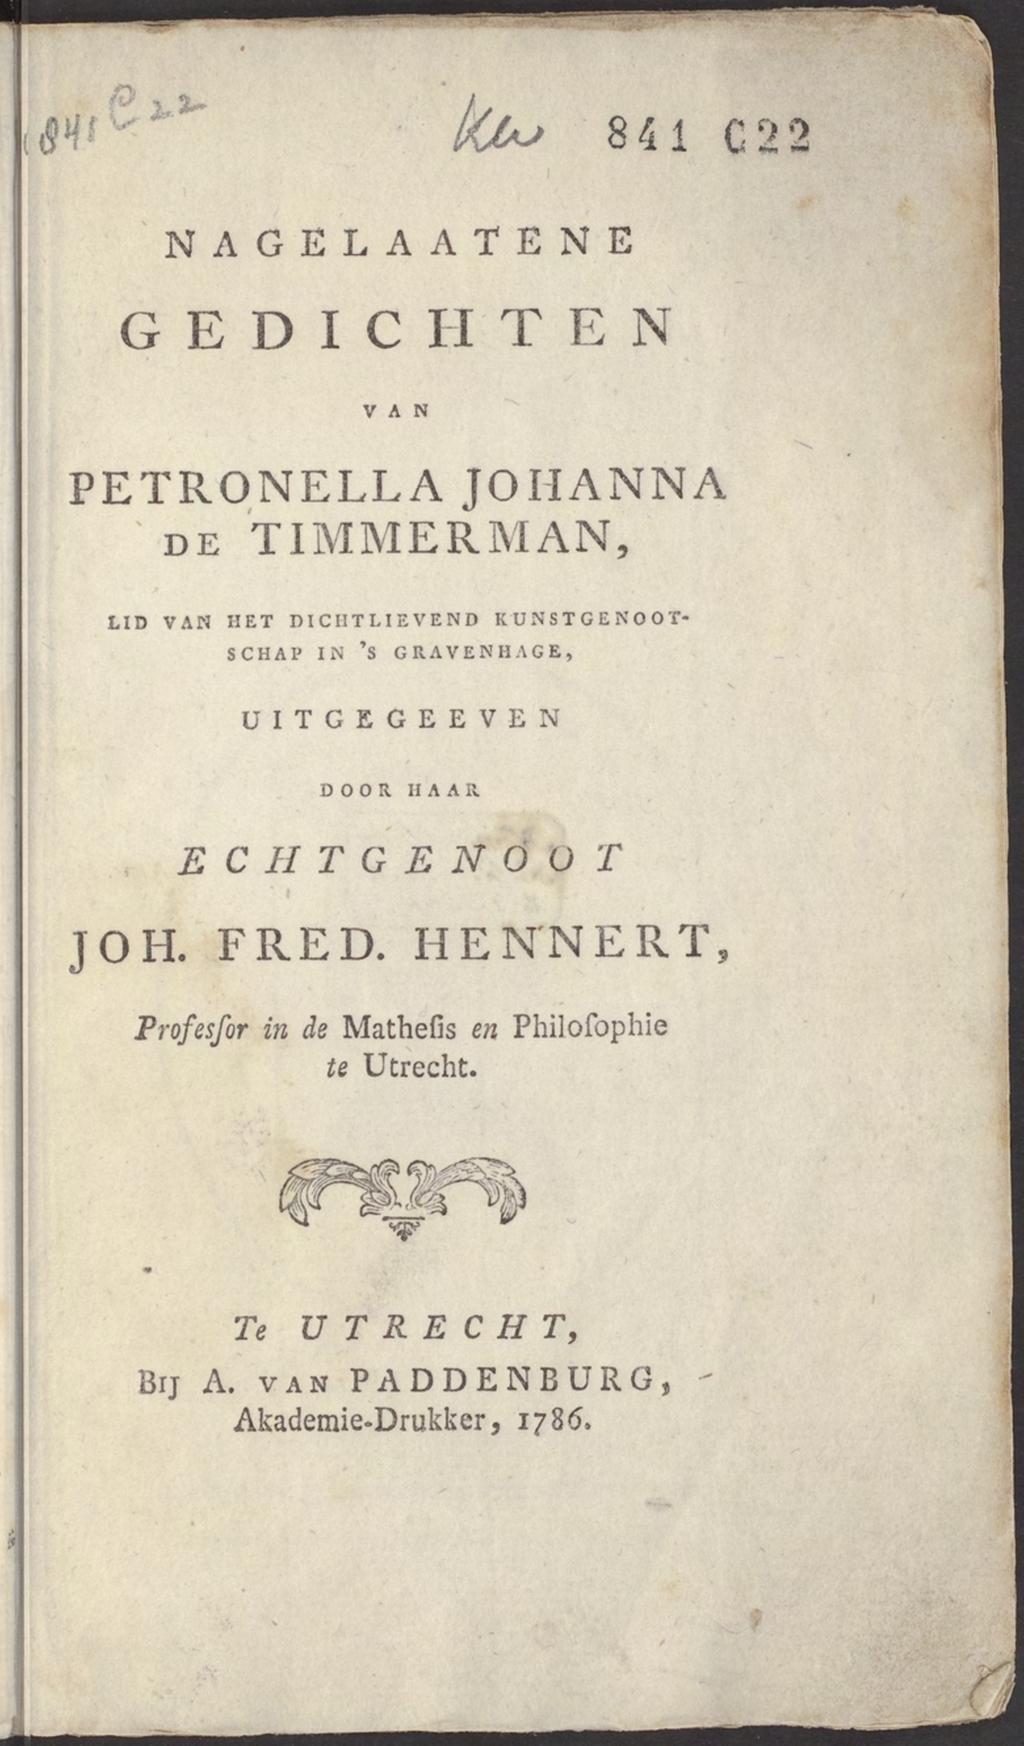 841 C22
841 C22
NAGELAATENE
GEDICHTEN
VAN
PETRONELLA JOHANNA
DE TIMMERMAN,
LID VAN HET DICHTLIEVEND KUNSTGENOOT-
SCHAP IN 'S GRAVENHAGE,
UITGEGEEVEN
DOOR HAAR
ECHTGENOOT
JOH. FRED. HENNERT,
Profesſor in de Matheſis en Philoſophie
te Utrecht.
Te UTRECHT,
BIJ A. VAN PADDENBURG,
Akademie-Drukker, 1786.